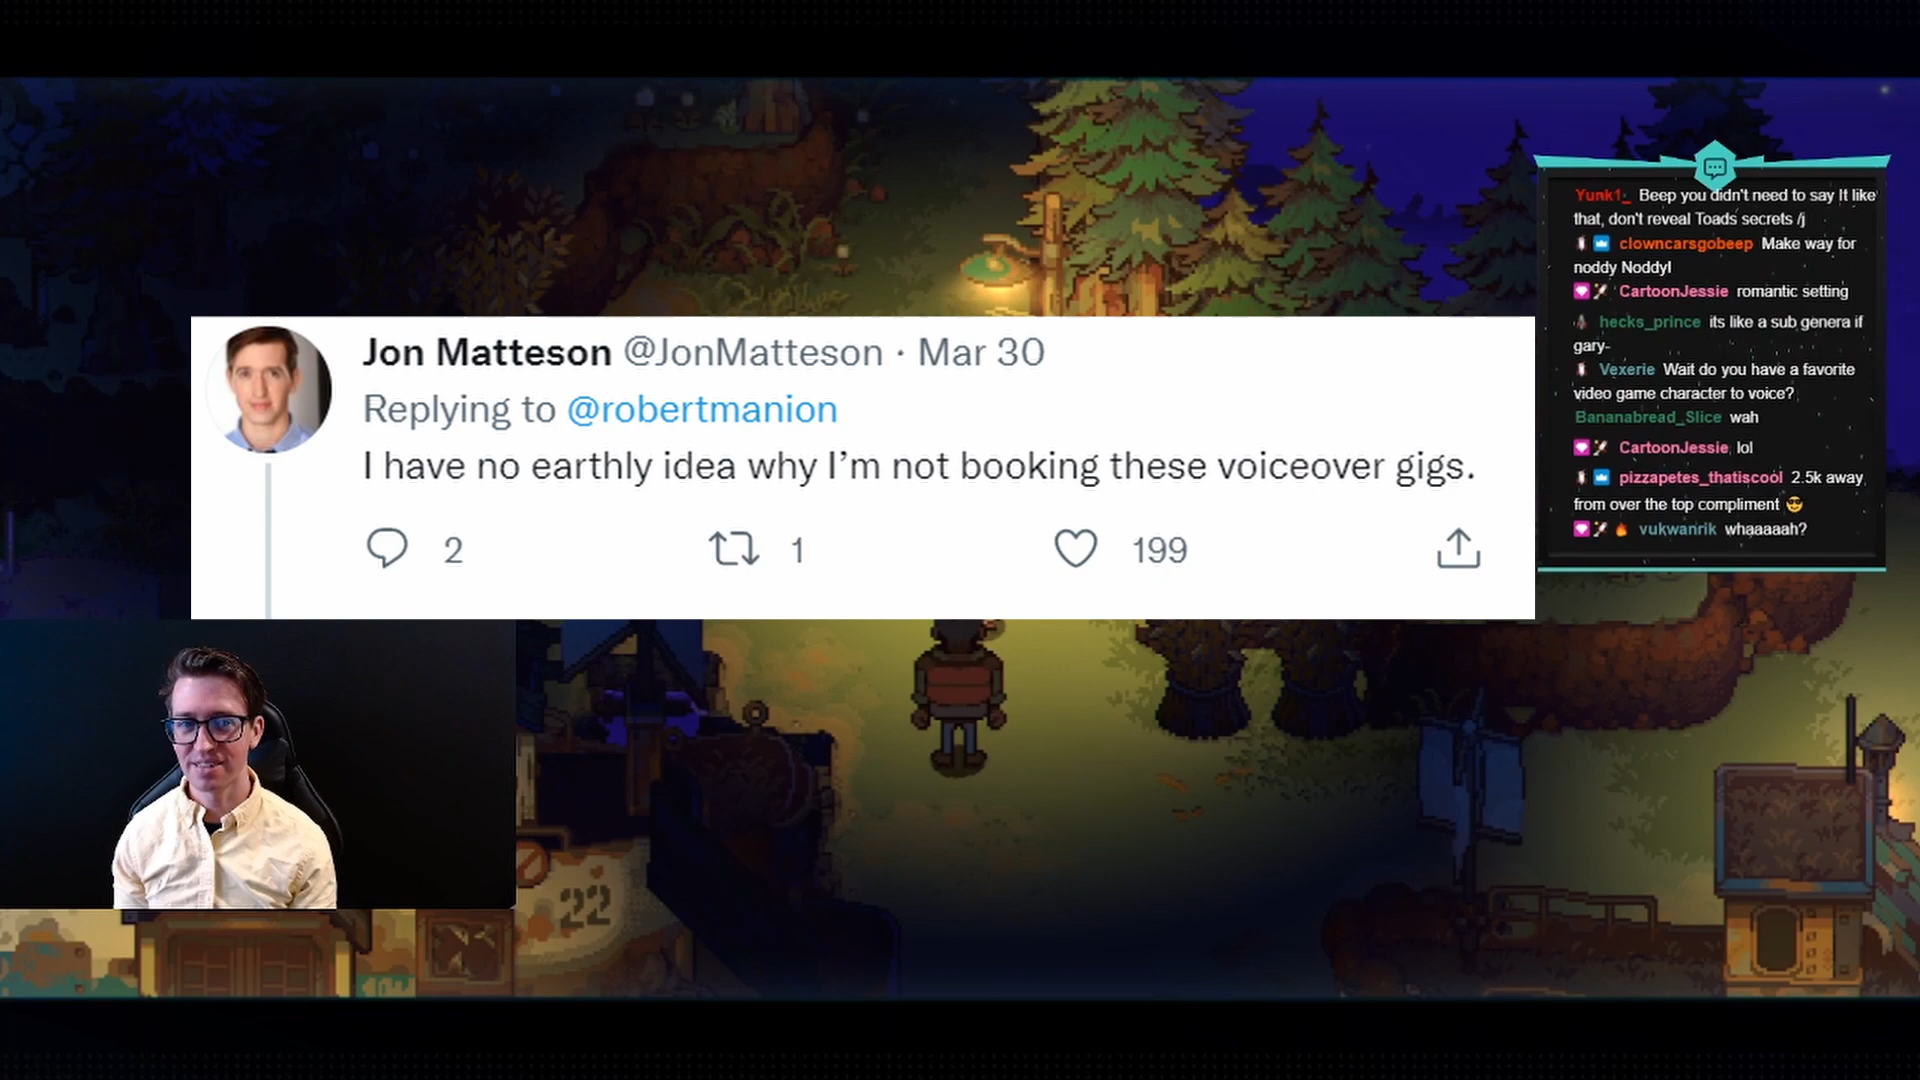 Jon Matteson @JonMatteson · Mar 30
Replying to @robertmanion
I have no earthly idea why I’m not booking these voiceover gigs.
2 1 199
Yunk1_ Beep you didn't need to say It like
that, don't reveal Toads secrets /j
clowncarsgobeep Make way for
noddy Noddy!
CartoonJessie romantic setting
hecks_prince its like a sub genera if
gary-
Vexerie Wait do you have a favorite
video game character to voice?
Bananabread_Slice wah
CartoonJessie lol
pizzapetes_thatiscool 2.5k away
from over the top compliment 😎
vukwanrik whaaaaah?
22